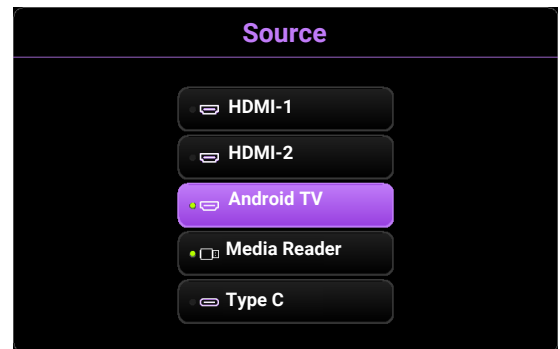 Source
HDMI-1
HDMI-2
Android TV
Media Reader
Type C